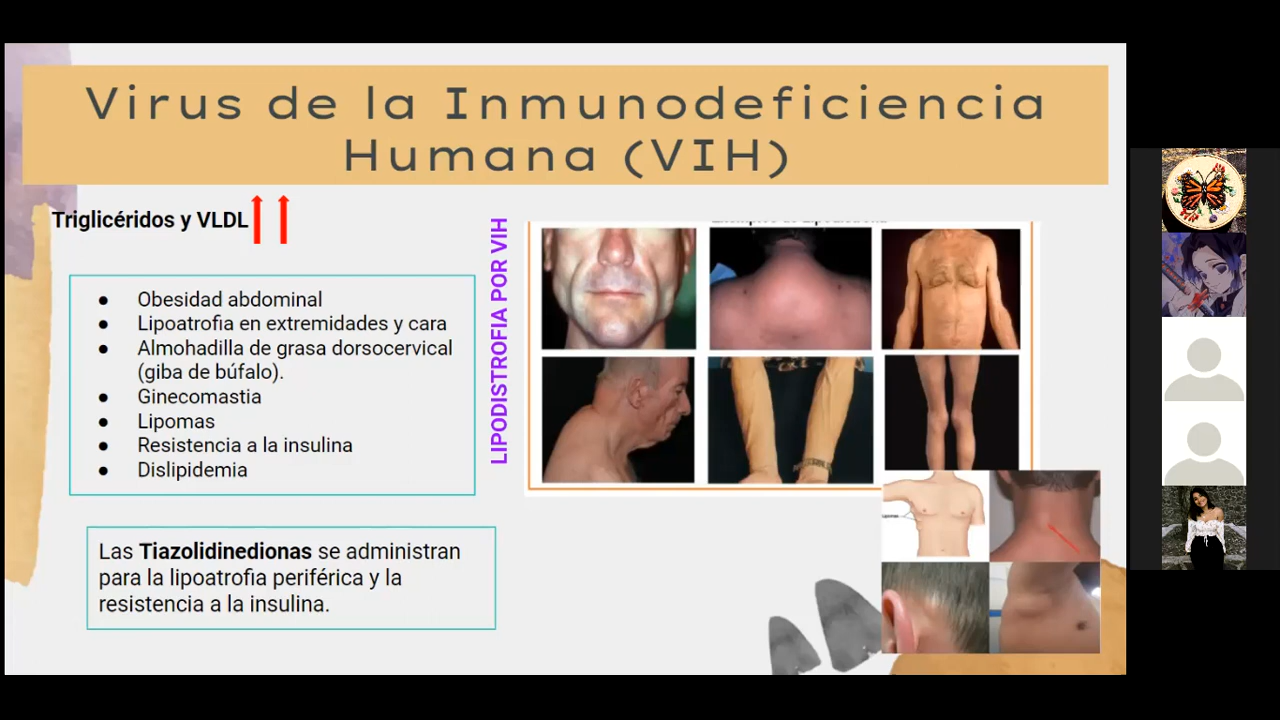 Virus de la Inmunodeficiencia
Humana (VIH)
Triglicéridos y VLDL
● Obesidad abdominal
● Lipoatrofia en extremidades y cara
● Almohadilla de grasa dorsocervical
(giba de búfalo).
● Ginecomastia
● Lipomas
● Resistencia a la insulina
● Dislipidemia
Las Tiazolidinedionas se administran
para la lipoatrofia periférica y la
resistencia a la insulina.
LIPODISTROFIA POR VIH